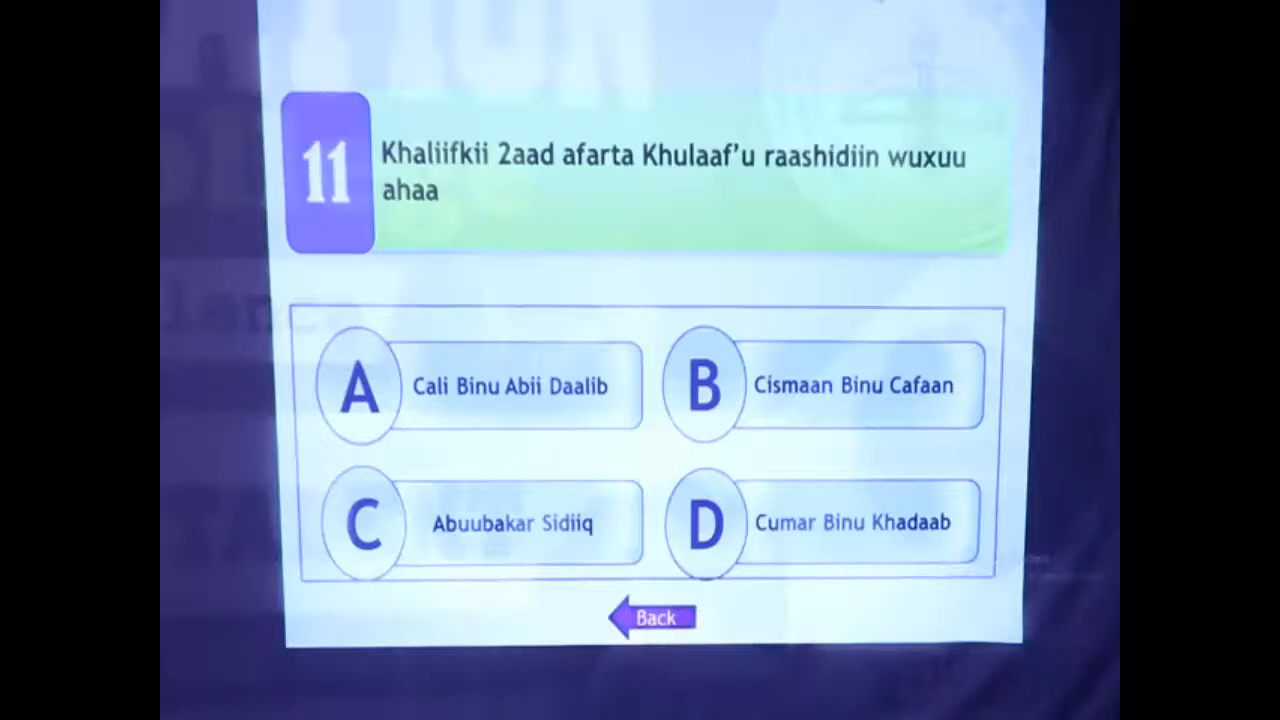 11
Khaliifkii 2aad afarta Khulaaf'u raashidiin wuxuu
ahaa
A Cali Binu Abii Daalib
B Cismaan Binu Cafaan
C Abuubakar Sidiiq
D Cumar Binu Khadaab
Back